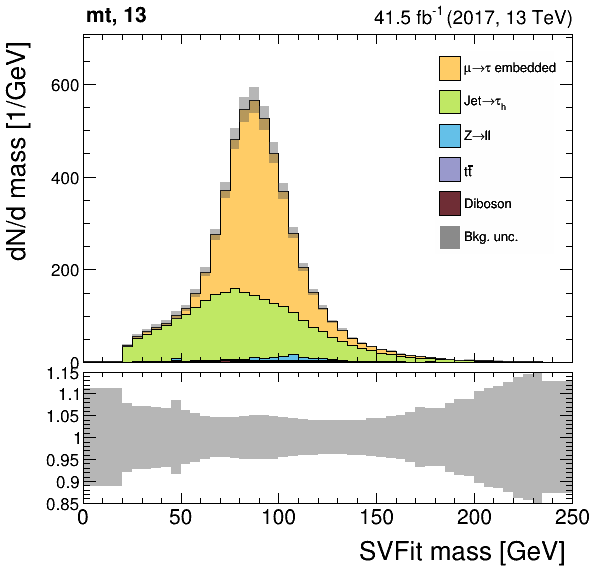 mt, 13
41.5 fb⁻¹ (2017, 13 TeV)
dN/d mass [1/GeV]
600
400
200
0
μ→τ embedded
Jet→τₕ
Z→ll
tt̅
Diboson
Bkg. unc.
1.15
1.1
1.05
1
0.95
0.9
0.85
0 50 100 150 200 250
SVFit mass [GeV]